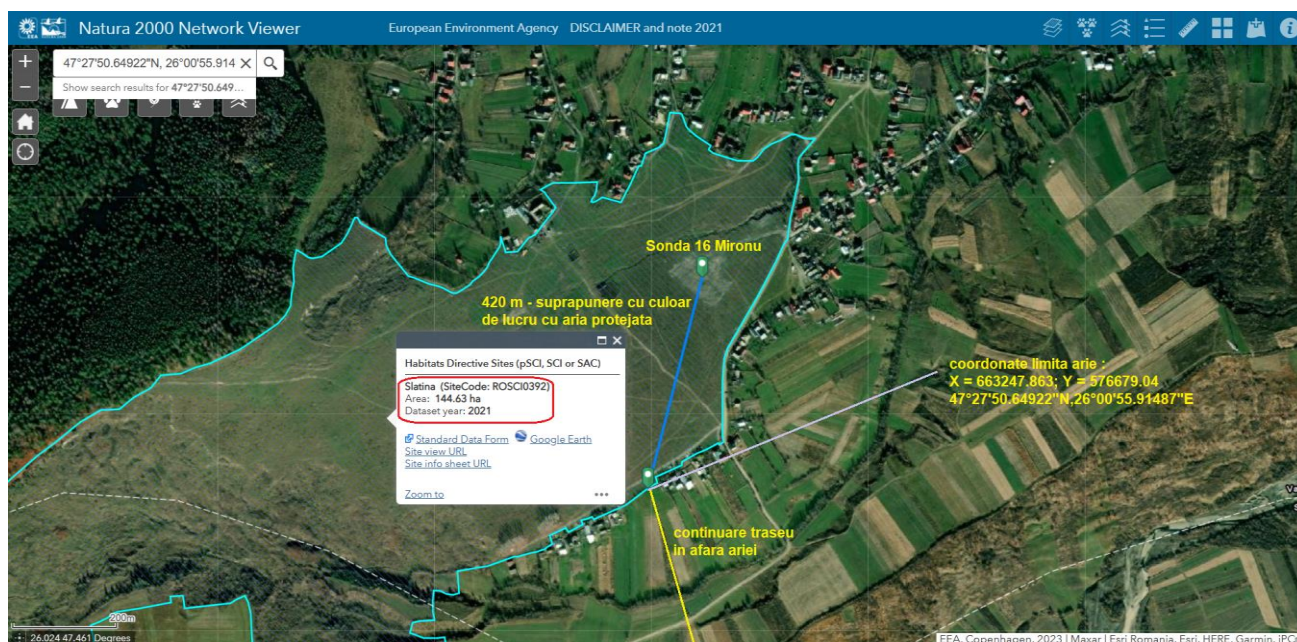 EEA
Natura 2000 Network Viewer
European Environment Agency DISCLAIMER and note 2021
47°27'50.64922"N, 26°00'55.914
Show search results for 47°27'50.649...
Sonda 16 Mironu
420 m - suprapunere cu culoar
de lucru cu aria protejata
Habitats Directive Sites (pSCI, SCI or SAC)
Slatina (SiteCode: ROSCI0392)
Area: 144.63 ha
Dataset year: 2021
Standard Data Form Google Earth
Site view URL
Site info sheet URL
Zoom to
coordonate limita arie :
X = 663247.863; Y = 576679.04
47°27'50.64922"N,26°00'55.91487"E
continuare traseu
in afara ariei
200m
26.024 47.461 Degrees
EEA, Copenhagen, 2023 | Maxar | Esri Romania, Esri, HERE, Garmin, iPC